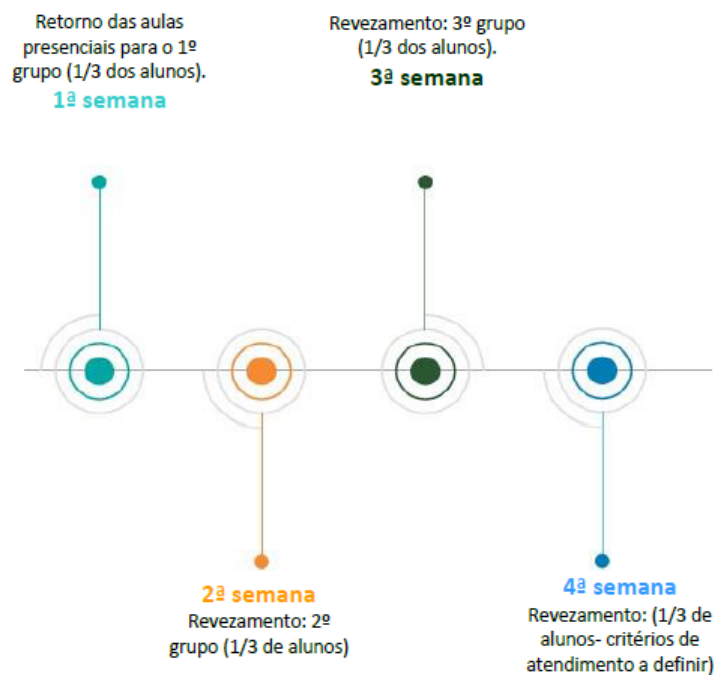 Retorno das aulas
presenciais para o 1º
grupo (1/3 dos alunos).
1ª semana
Revezamento: 3º grupo
(1/3 dos alunos).
3ª semana
2ª semana
Revezamento: 2º
grupo (1/3 de alunos)
4ª semana
Revezamento: (1/3 de
alunos- critérios de
atendimento a definir)